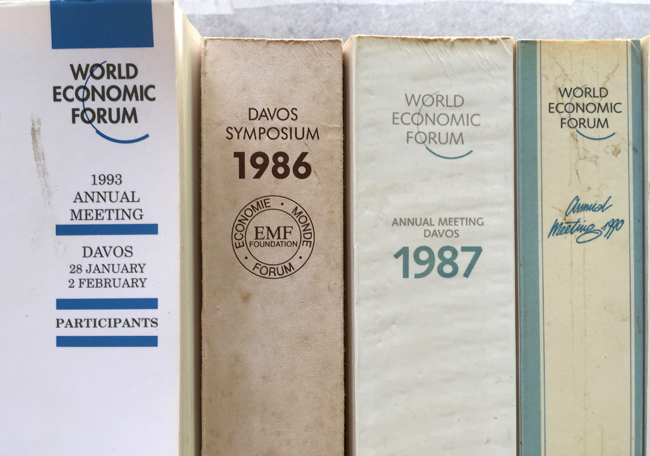 WORLD
ECONOMIC
FORUM
1993
ANNUAL
MEETING
DAVOS
28 JANUARY
2 FEBRUARY
PARTICIPANTS
DAVOS
SYMPOSIUM
1986
ECONOMIE · MONDE · FORUM ·
EMF
FOUNDATION
WORLD
ECONOMIC
FORUM
ANNUAL MEETING
DAVOS
1987
WORLD
ECONOMIC
FORUM
Annual
Meeting 1990